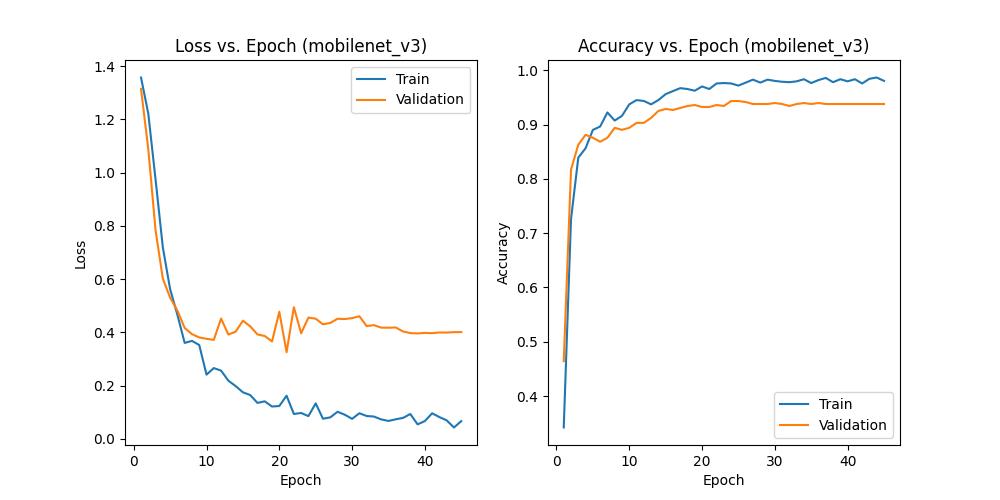 Loss vs. Epoch (mobilenet_v3)
1.4
1.2
1.0
0.8
0.6
0.4
0.2
0.0
Loss
0
10
20
30
40
Epoch
Train
Validation
Accuracy vs. Epoch (mobilenet_v3)
1.0
0.9
0.8
0.7
0.6
0.5
0.4
Accuracy
0
10
20
30
40
Epoch
Train
Validation